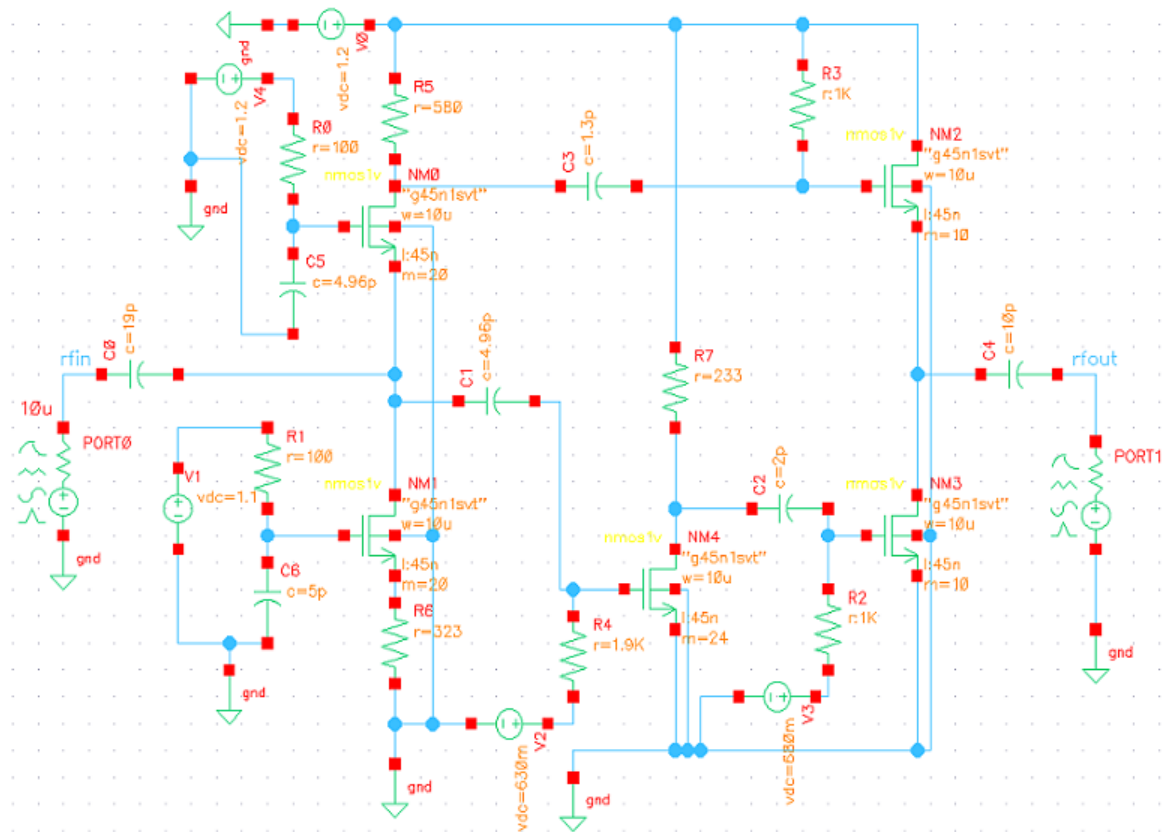 gnd
V0
vdc=1.2
V4
vdc=1.2
R0
r=100
R5
r=580
nmos1v
NM0
"g45n1svt"
w=10u
l:45n
m=20
C5
c=4.96p
C3
c=1.3p
R3
r:1K
nmos1v
NM2
"g45n1svt"
w=10u
l:45n
m=10
gnd
rfin
C0
c=19p
10u
PORT0
gnd
V1
vdc=1.1
R1
r=100
nmos1v
NM1
"g45n1svt"
w=10u
l:45n
m=20
C6
c=5p
gnd
R6
r=323
gnd
C1
c=4.96p
R7
r=233
nmos1v
NM4
"g45n1svt"
w=10u
l:45n
m=24
R4
r=1.9K
V2
vdc=630m
gnd
C2
c=2p
R2
r:1K
V3
vdc=680m
nmos1v
NM3
"g45n1svt"
w=10u
l:45n
m=10
C4
c=10p
rfout
PORT1
gnd